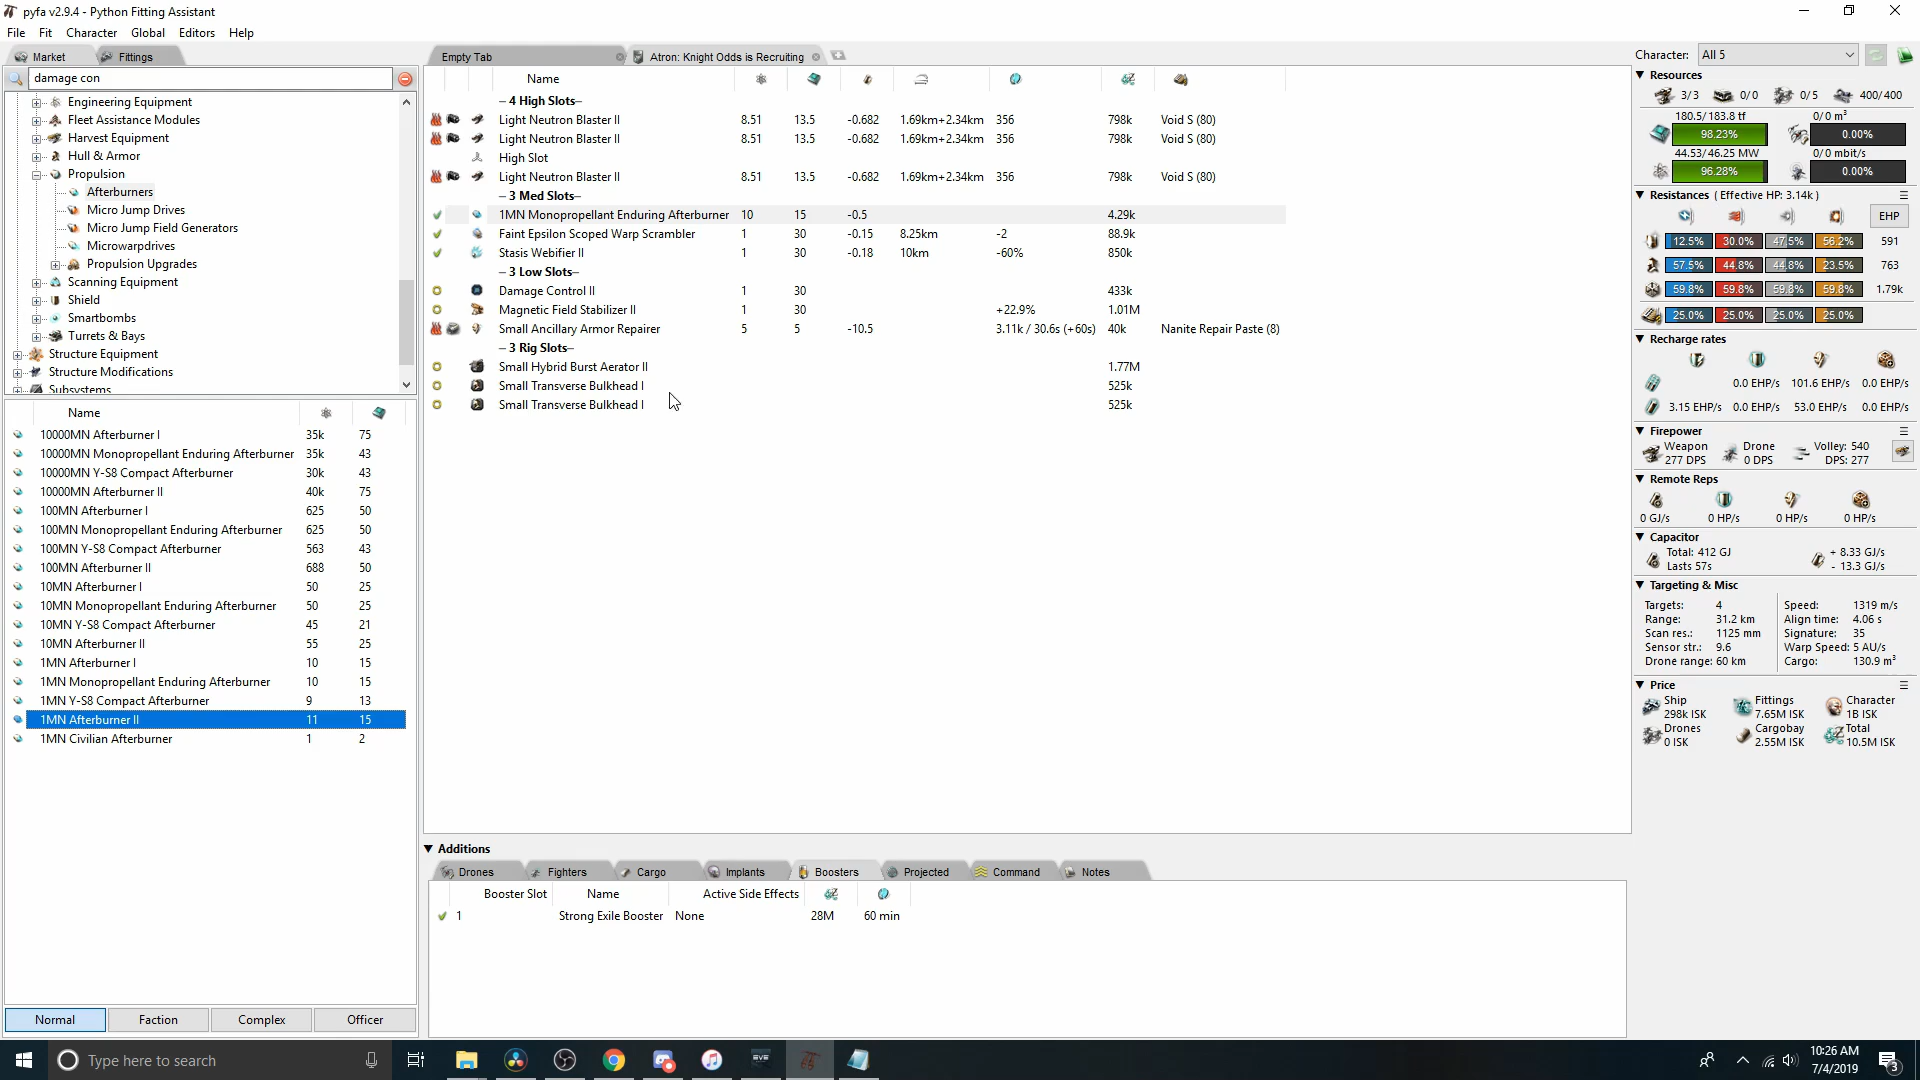 pyfa v2.9.4 - Python Fitting Assistant
File Fit Character Global Editors Help
Market Fittings
damage con
Engineering Equipment
Fleet Assistance Modules
Harvest Equipment
Hull & Armor
Propulsion
Afterburners
Micro Jump Drives
Micro Jump Field Generators
Microwarpdrives
Propulsion Upgrades
Scanning Equipment
Shield
Smartbombs
Turrets & Bays
Structure Equipment
Structure Modifications
Subsystems
Name
10000MN Afterburner I 35k 75
10000MN Monopropellant Enduring Afterburner 35k 43
10000MN Y-S8 Compact Afterburner 30k 43
10000MN Afterburner II 40k 75
100MN Afterburner I 625 50
100MN Monopropellant Enduring Afterburner 625 50
100MN Y-S8 Compact Afterburner 563 43
100MN Afterburner II 688 50
10MN Afterburner I 50 25
10MN Monopropellant Enduring Afterburner 50 25
10MN Y-S8 Compact Afterburner 45 21
10MN Afterburner II 55 25
1MN Afterburner I 10 15
1MN Monopropellant Enduring Afterburner 10 15
1MN Y-S8 Compact Afterburner 9 13
1MN Afterburner II 11 15
1MN Civilian Afterburner 1 2
Normal Faction Complex Officer
Empty Tab Atron: Knight Odds is Recruiting
Name
– 4 High Slots–
Light Neutron Blaster II 8.51 13.5 -0.682 1.69km+2.34km 356 798k Void S (80)
Light Neutron Blaster II 8.51 13.5 -0.682 1.69km+2.34km 356 798k Void S (80)
High Slot
Light Neutron Blaster II 8.51 13.5 -0.682 1.69km+2.34km 356 798k Void S (80)
– 3 Med Slots–
1MN Monopropellant Enduring Afterburner 10 15 -0.5 4.29k
Faint Epsilon Scoped Warp Scrambler 1 30 -0.15 8.25km -2 88.9k
Stasis Webifier II 1 30 -0.18 10km -60% 850k
– 3 Low Slots–
Damage Control II 1 30 433k
Magnetic Field Stabilizer II 1 30 +22.9% 1.01M
Small Ancillary Armor Repairer 5 5 -10.5 3.11k / 30.6s (+60s) 40k Nanite Repair Paste (8)
– 3 Rig Slots–
Small Hybrid Burst Aerator II 1.77M
Small Transverse Bulkhead I 525k
Small Transverse Bulkhead I 525k
Additions
Drones Fighters Cargo Implants Boosters Projected Command Notes
Booster Slot Name Active Side Effects
1 Strong Exile Booster None 28M 60 min
Character: All 5
Resources
3/3 0/0 0/5 400/400
180.5/183.8 tf 0/0 m³
98.23% 0.00%
44.53/46.25 MW 0/0 mbit/s
96.28% 0.00%
Resistances ( Effective HP: 3.14k )
EHP
12.5% 30.0% 47.5% 56.2% 591
57.5% 44.8% 44.8% 23.5% 763
59.8% 59.8% 59.8% 59.8% 1.79k
25.0% 25.0% 25.0% 25.0%
Recharge rates
0.0 EHP/s 101.6 EHP/s 0.0 EHP/s
3.15 EHP/s 0.0 EHP/s 53.0 EHP/s 0.0 EHP/s
Firepower
Weapon Drone Volley: 540
277 DPS 0 DPS DPS: 277
Remote Reps
0 GJ/s 0 HP/s 0 HP/s 0 HP/s
Capacitor
Total: 412 GJ + 8.33 GJ/s
Lasts 57s - 13.3 GJ/s
Targeting & Misc
Targets: 4 Speed: 1319 m/s
Range: 31.2 km Align time: 4.06 s
Scan res.: 1125 mm Signature: 35
Sensor str.: 9.6 Warp Speed: 5 AU/s
Drone range: 60 km Cargo: 130.9 m³
Price
Ship Fittings Character
298k ISK 7.65M ISK 1B ISK
Drones Cargobay Total
0 ISK 2.55M ISK 10.5M ISK
Type here to search
EVE
10:26 AM
7/4/2019
3